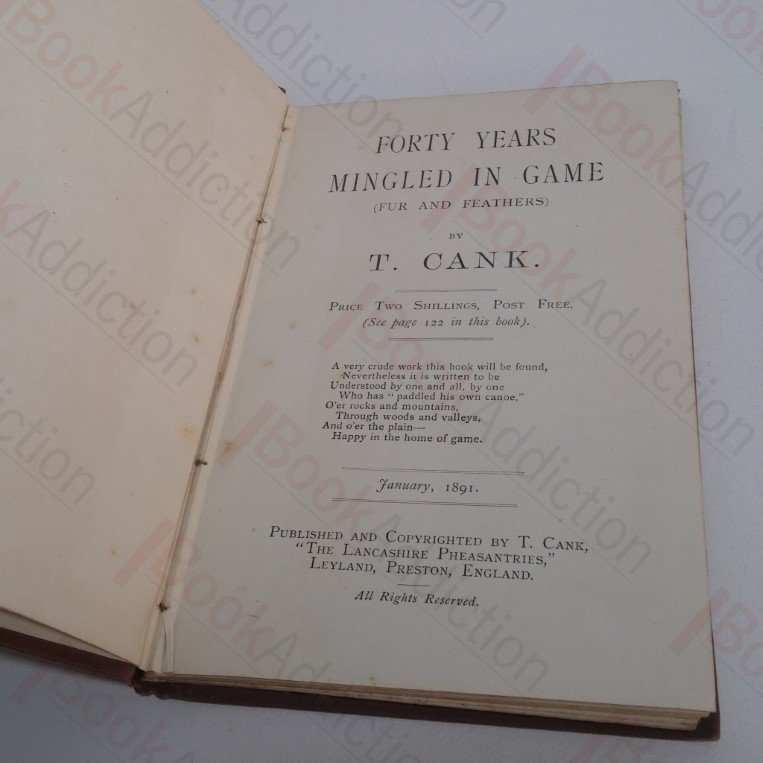 FORTY YEARS
MINGLED IN GAME
(FUR AND FEATHERS)
BY
T. CANK.
PRICE TWO SHILLINGS, POST FREE.
(See page 122 in this book).
A very crude work this book will be found,
Nevertheless it is written to be
Understood by one and all, by one
Who has "paddled his own canoe,"
O'er rocks and mountains,
Through woods and valleys,
And o'er the plain—
Happy in the home of game.
January, 1891.
PUBLISHED AND COPYRIGHTED BY T. CANK,
"THE LANCASHIRE PHEASANTRIES,"
LEYLAND, PRESTON, ENGLAND.
All Rights Reserved.
BookAddiction